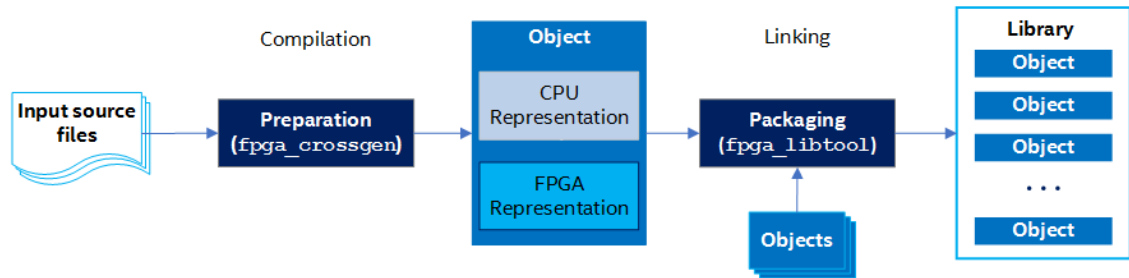 Compilation
Object
Linking
Library
Input source
files
Preparation
(fpga_crossgen)
CPU
Representation
FPGA
Representation
Packaging
(fpga_libtool)
Objects
Object
Object
Object
...
Object